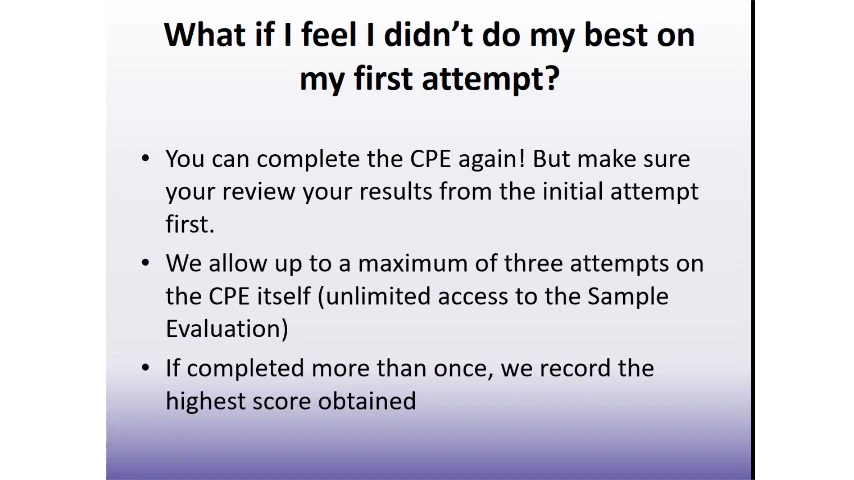 What if I feel I didn’t do my best on
my first attempt?
• You can complete the CPE again! But make sure
your review your results from the initial attempt
first.
• We allow up to a maximum of three attempts on
the CPE itself (unlimited access to the Sample
Evaluation)
• If completed more than once, we record the
highest score obtained